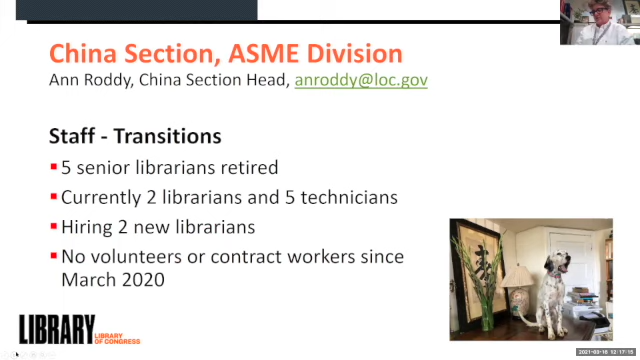 China Section, ASME Division
Ann Roddy, China Section Head, anroddy@loc.gov
Staff - Transitions
▪5 senior librarians retired
▪Currently 2 librarians and 5 technicians
▪Hiring 2 new librarians
▪No volunteers or contract workers since
March 2020
LIBRARY
LIBRARY
OF CONGRESS
2021-03-16 12:17:15